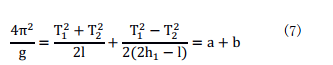 4π²/g = (T₁² + T₂²)/2l + (T₁² − T₂²)/2(2h₁ − l) = a + b (7)